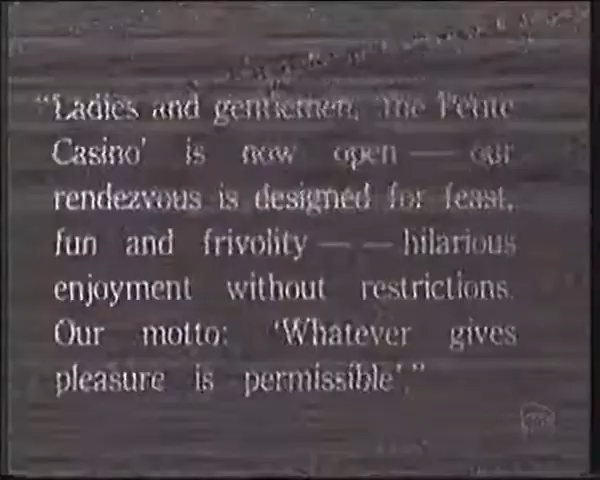 "Ladies and gentlemen, 'The Petite
Casino' is now open — our
rendezvous is designed for feast,
fun and frivolity — — hilarious
enjoyment without restrictions.
Our motto: 'Whatever gives
pleasure is permissible'."